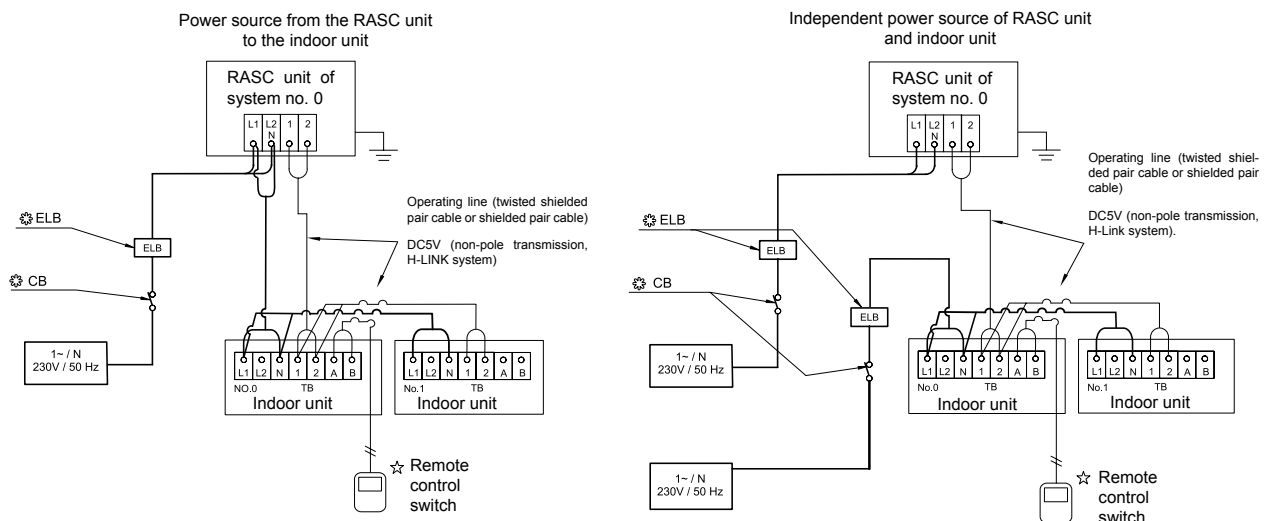 Power source from the RASC unit
to the indoor unit
RASC unit of
system no. 0
L1 L2 1 2
N
ELB
ELB
CB
Operating line (twisted shielded
pair cable or shielded pair cable)
DC5V (non-pole transmission,
H-LINK system)
1~ / N
230V / 50 Hz
L1 L2 N 1 2 A B
NO.0 TB
Indoor unit
L1 L2 N 1 2 A B
No.1 TB
Indoor unit
☆ Remote
control
switch
Independent power source of RASC unit
and indoor unit
RASC unit of
system no. 0
L1 L2 1 2
N
Operating line (twisted shiel-
ded pair cable or shielded pair
cable)
DC5V (non-pole transmission,
H-Link system).
ELB
ELB
CB
ELB
1~ / N
230V / 50 Hz
L1 L2 N 1 2 A B
No.0 TB
Indoor unit
L1 L2 N 1 2 A B
No.1 TB
Indoor unit
1~ / N
230V / 50 Hz
☆ Remote
control
switch